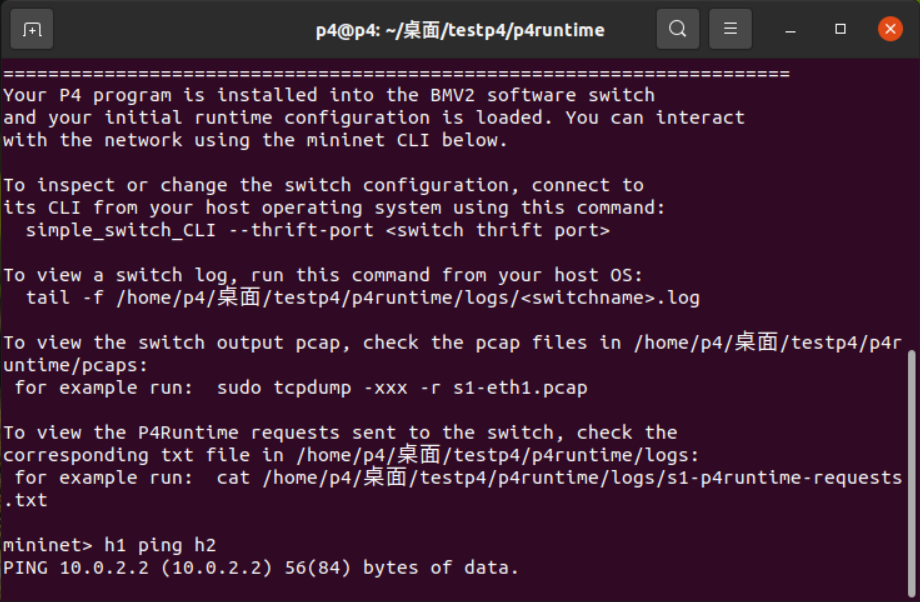 p4@p4: ~/桌面/testp4/p4runtime
======================================================================
Your P4 program is installed into the BMV2 software switch
and your initial runtime configuration is loaded. You can interact
with the network using the mininet CLI below.
To inspect or change the switch configuration, connect to
its CLI from your host operating system using this command:
  simple_switch_CLI --thrift-port <switch thrift port>
To view a switch log, run this command from your host OS:
  tail -f /home/p4/桌面/testp4/p4runtime/logs/<switchname>.log
To view the switch output pcap, check the pcap files in /home/p4/桌面/testp4/p4r
untime/pcaps:
 for example run:  sudo tcpdump -xxx -r s1-eth1.pcap
To view the P4Runtime requests sent to the switch, check the
corresponding txt file in /home/p4/桌面/testp4/p4runtime/logs:
 for example run:  cat /home/p4/桌面/testp4/p4runtime/logs/s1-p4runtime-requests
.txt
mininet> h1 ping h2
PING 10.0.2.2 (10.0.2.2) 56(84) bytes of data.